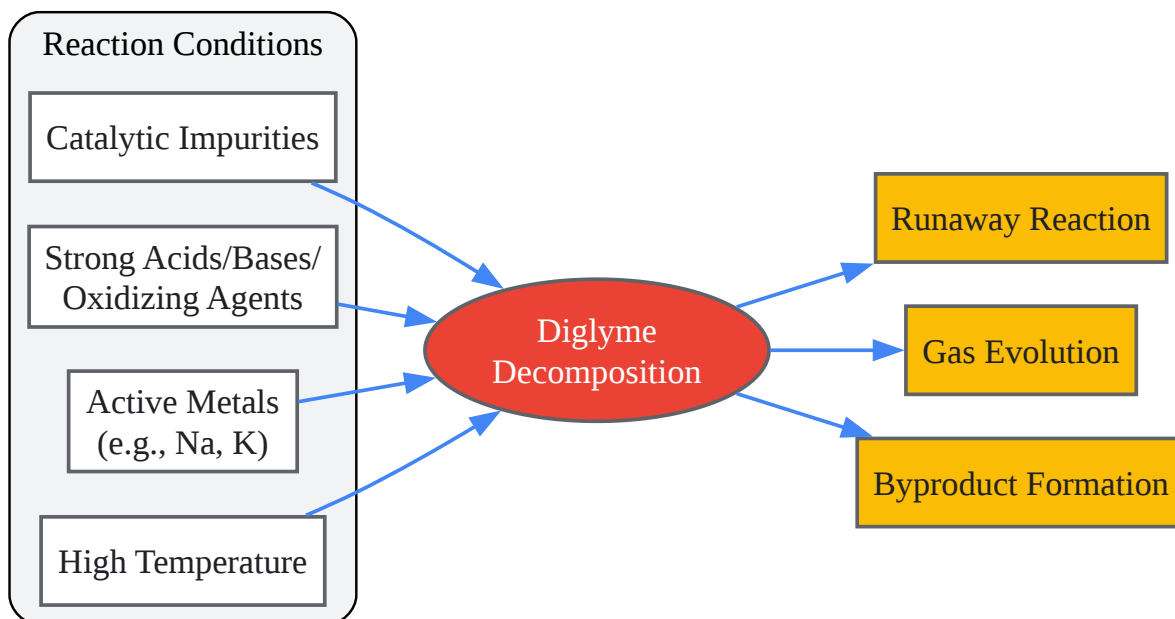 Reaction Conditions
Catalytic Impurities
Strong Acids/Bases/
Oxidizing Agents
Active Metals
(e.g., Na, K)
High Temperature
Diglyme
Decomposition
Runaway Reaction
Gas Evolution
Byproduct Formation